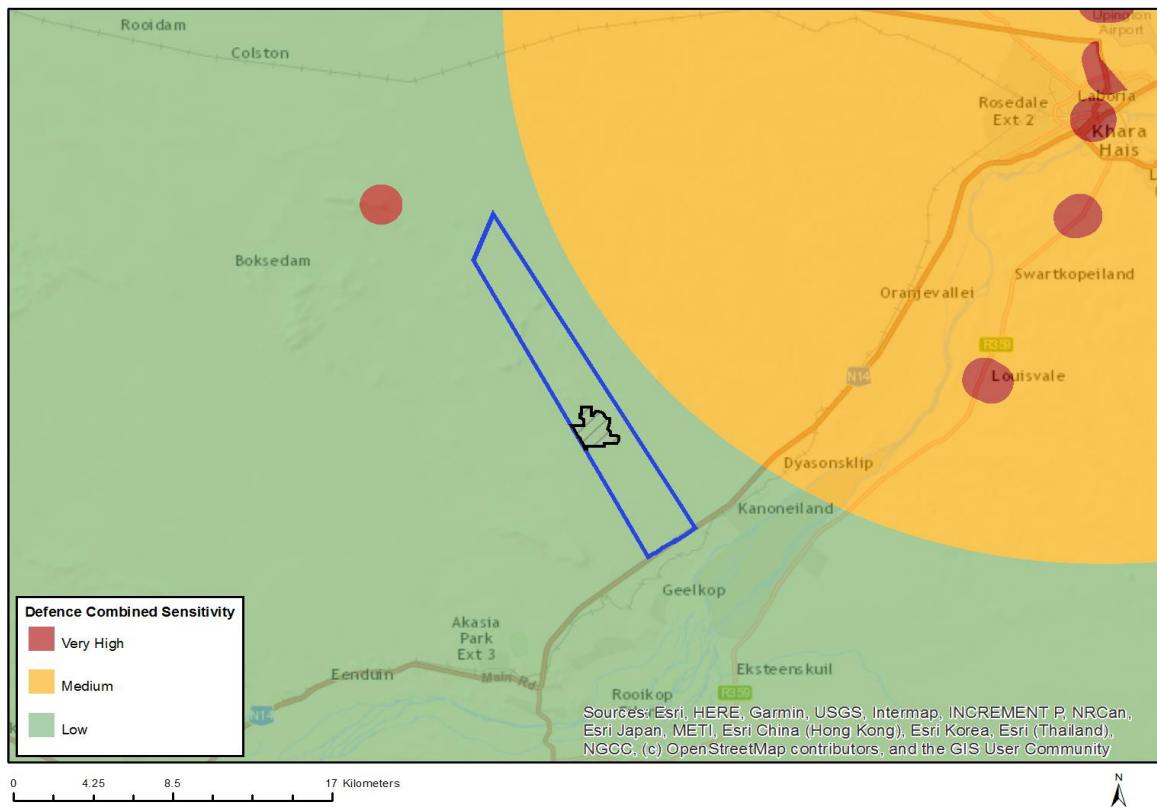 Rooidam
Colston
Upington
Airport
Rosedale
Ext 2
Laboria
Khara
Hais
Boksedam
Swartkopeiland
Oranjevallei
R359
Louisvale
N14
Dyasonsklip
Kanoneiland
Geelkop
Akasia
Park
Ext 3
Eksteenskuil
Eenduin
Main Rd
R359
Rooikop
N14
Defence Combined Sensitivity
Very High
Medium
Low
Sources: Esri, HERE, Garmin, USGS, Intermap, INCREMENT P, NRCan,
Esri Japan, METI, Esri China (Hong Kong), Esri Korea, Esri (Thailand),
NGCC, (c) OpenStreetMap contributors, and the GIS User Community
0 4.25 8.5 17 Kilometers
N